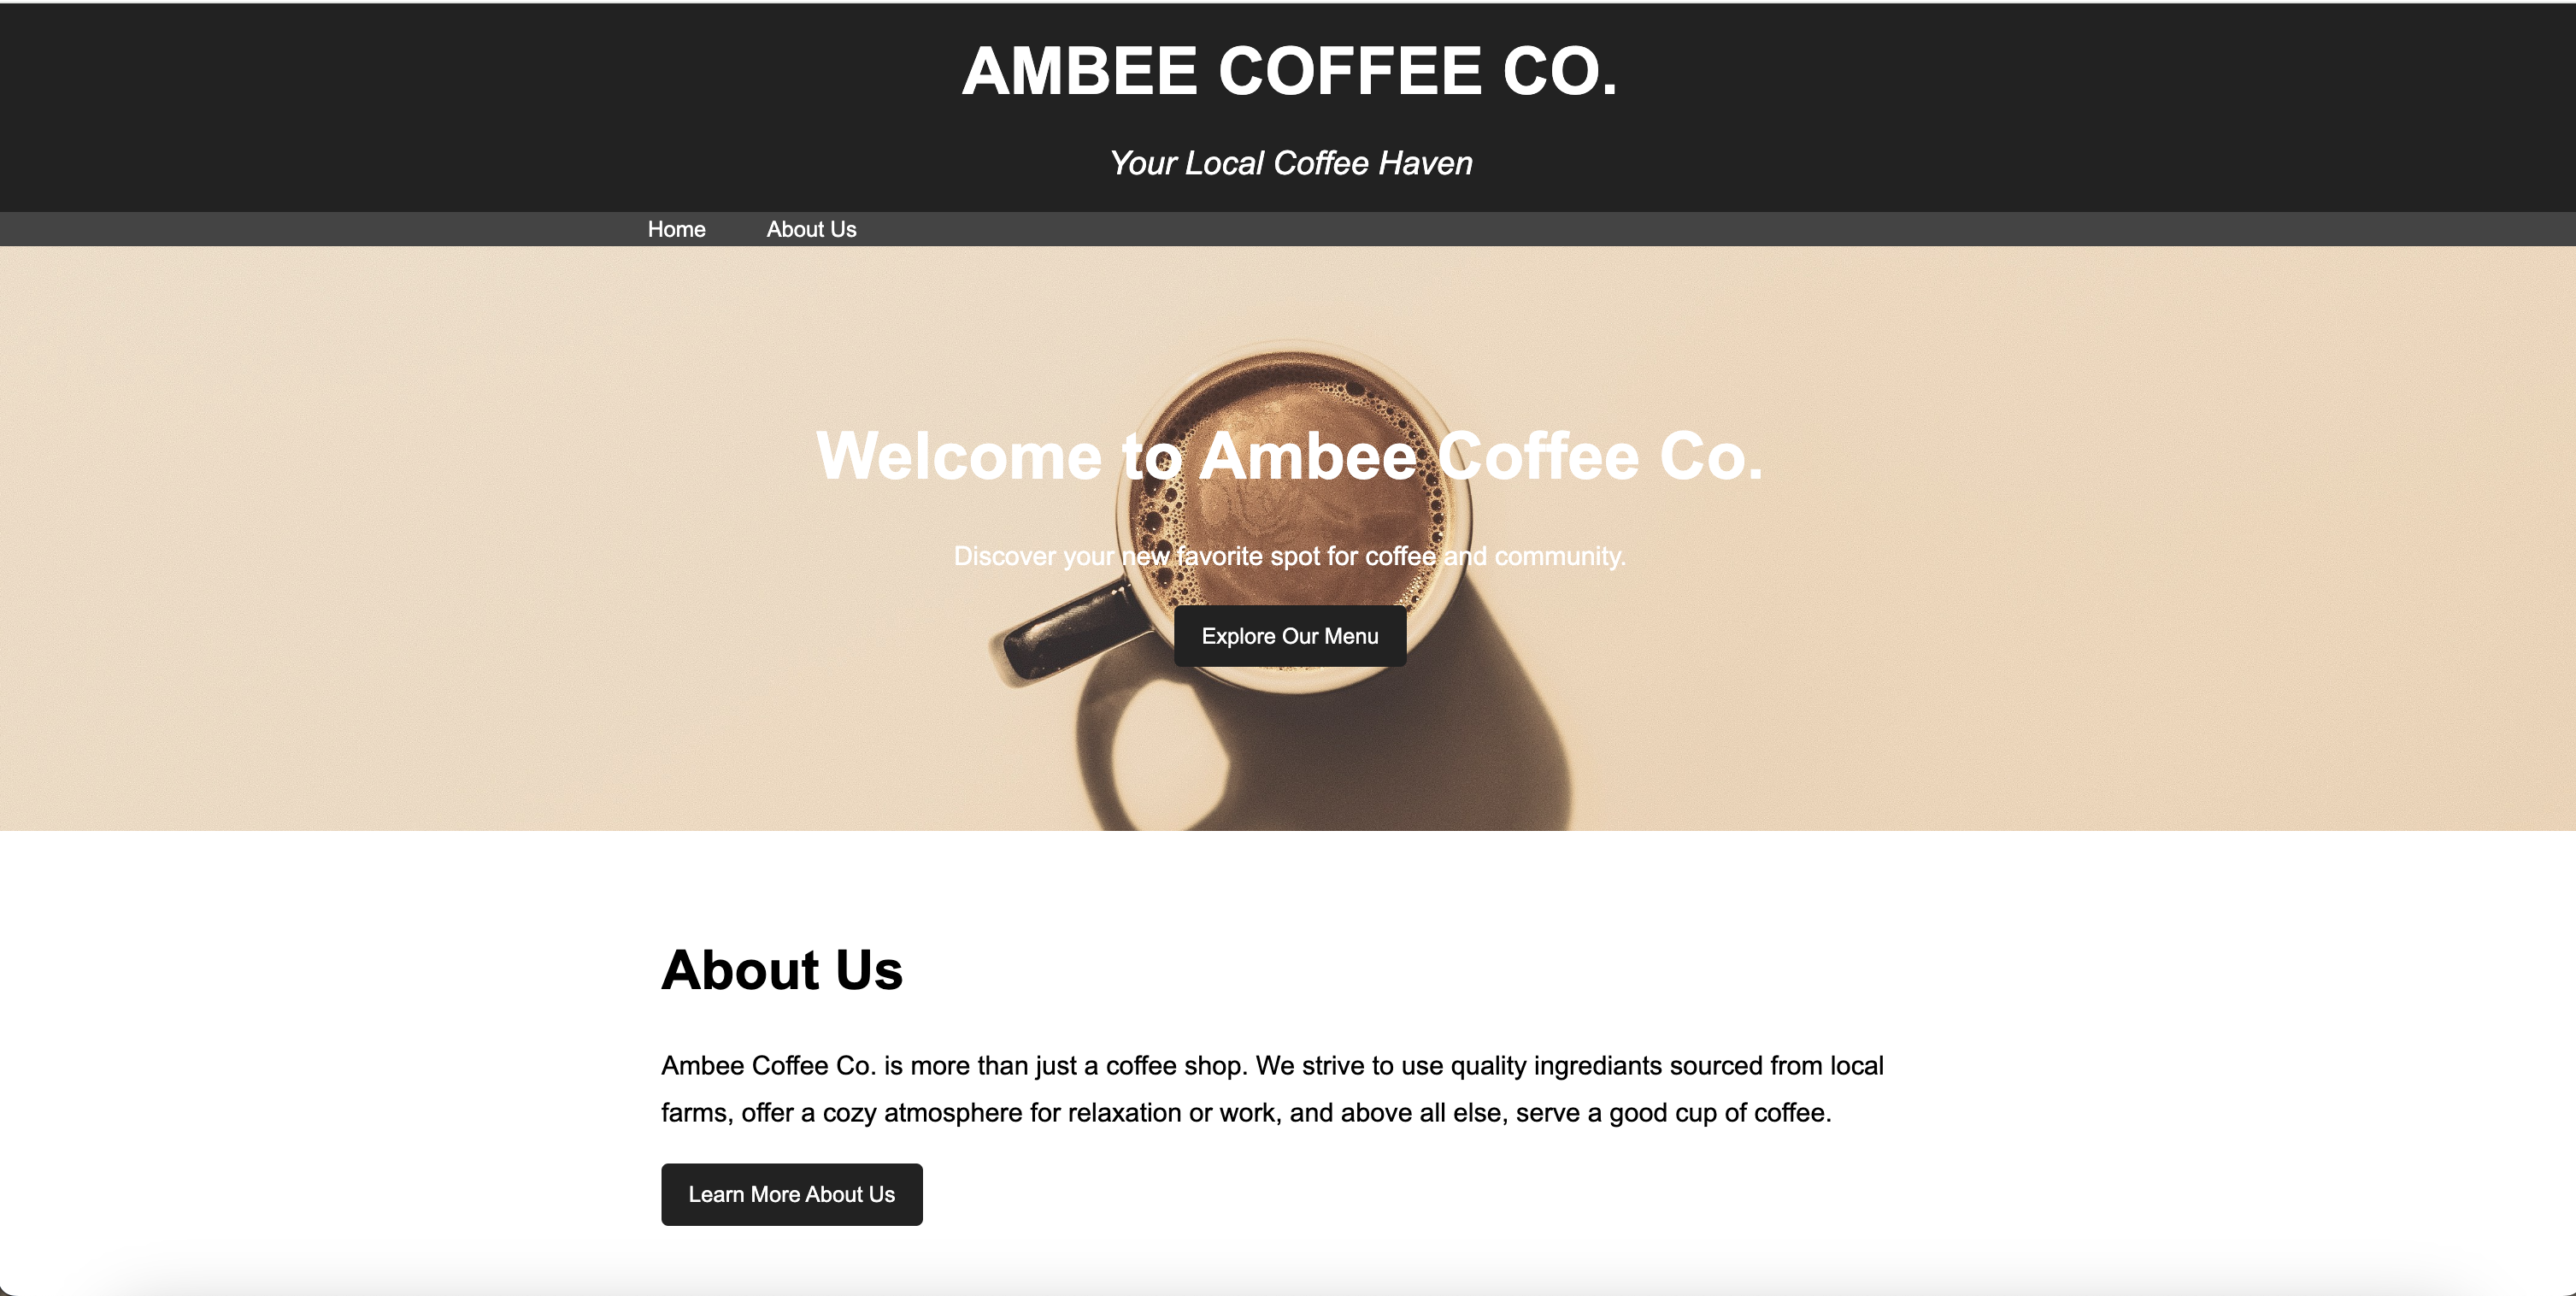 AMBEE COFFEE CO.
Your Local Coffee Haven
Home About Us
Welcome to Ambee Coffee Co.
Discover your new favorite spot for coffee and community.
Explore Our Menu
About Us
Ambee Coffee Co. is more than just a coffee shop. We strive to use quality ingrediants sourced from local
farms, offer a cozy atmosphere for relaxation or work, and above all else, serve a good cup of coffee.
Learn More About Us